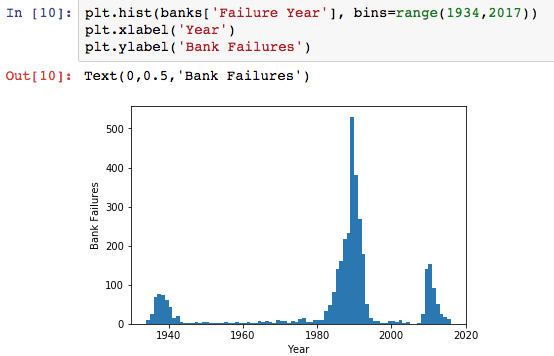 In [10]: plt.hist(banks['Failure Year'], bins=range(1934,2017))
plt.xlabel('Year')
plt.ylabel('Bank Failures')
Out[10]: Text(0,0.5,'Bank Failures')
500
400
300
200
100
0
Bank Failures
1940 1960 1980 2000 2020
Year